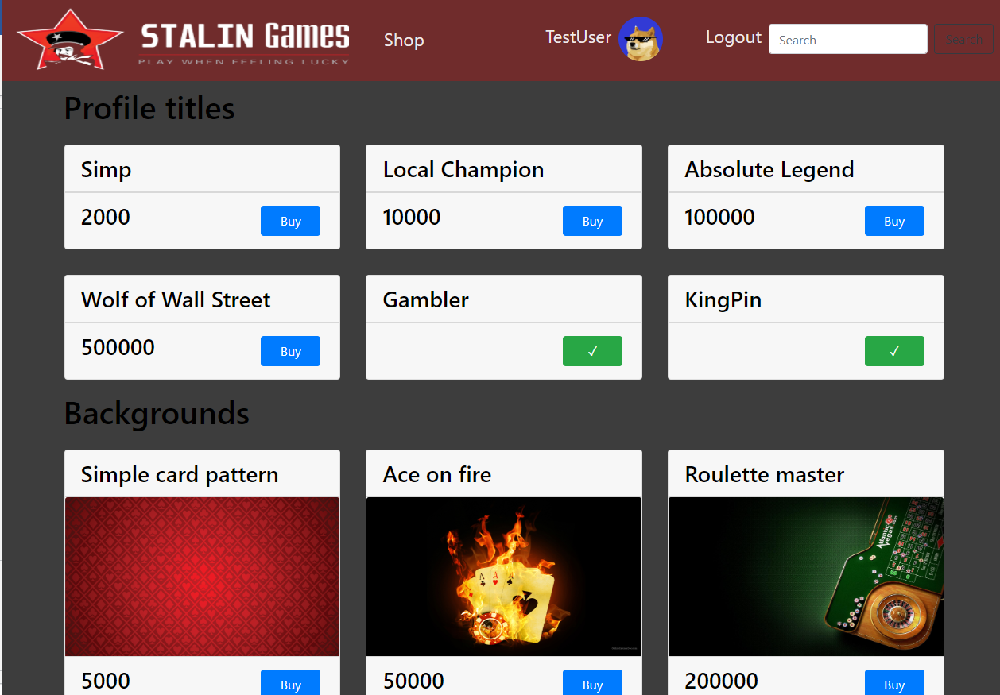 STALIN Games
PLAY WHEN FEELING LUCKY
Shop
TestUser
Logout
Search
Search
Profile titles
Simp
Local Champion
Absolute Legend
2000
Buy
10000
Buy
100000
Buy
Wolf of Wall Street
Gambler
KingPin
500000
Buy
✓
✓
Backgrounds
Simple card pattern
Ace on fire
Roulette master
5000
Buy
50000
Buy
200000
Buy